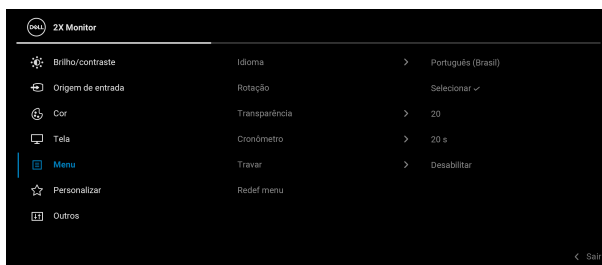 DELL 2X Monitor
Brilho/contraste Idioma > Português (Brasil)
Origem de entrada Rotação Selecionar ✓
Cor Transparência > 20
Tela Cronômetro > 20 s
Menu Travar > Desabilitar
Personalizar Redef menu
Outros
< Sair